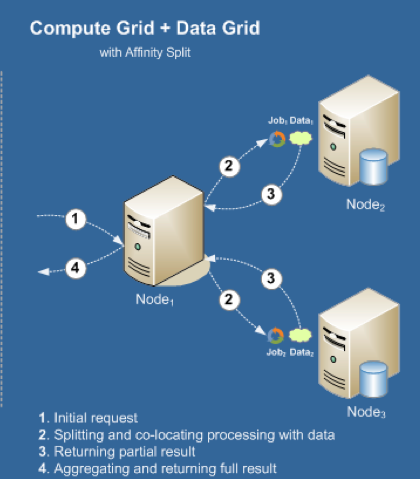 Compute Grid + Data Grid
with Affinity Split
Job₁ Data₁
2
3
Node₂
1
4
Node₁
3
2
Job₂ Data₂
Node₃
1. Initial request
2. Splitting and co-locating processing with data
3. Returning partial result
4. Aggregating and returning full result